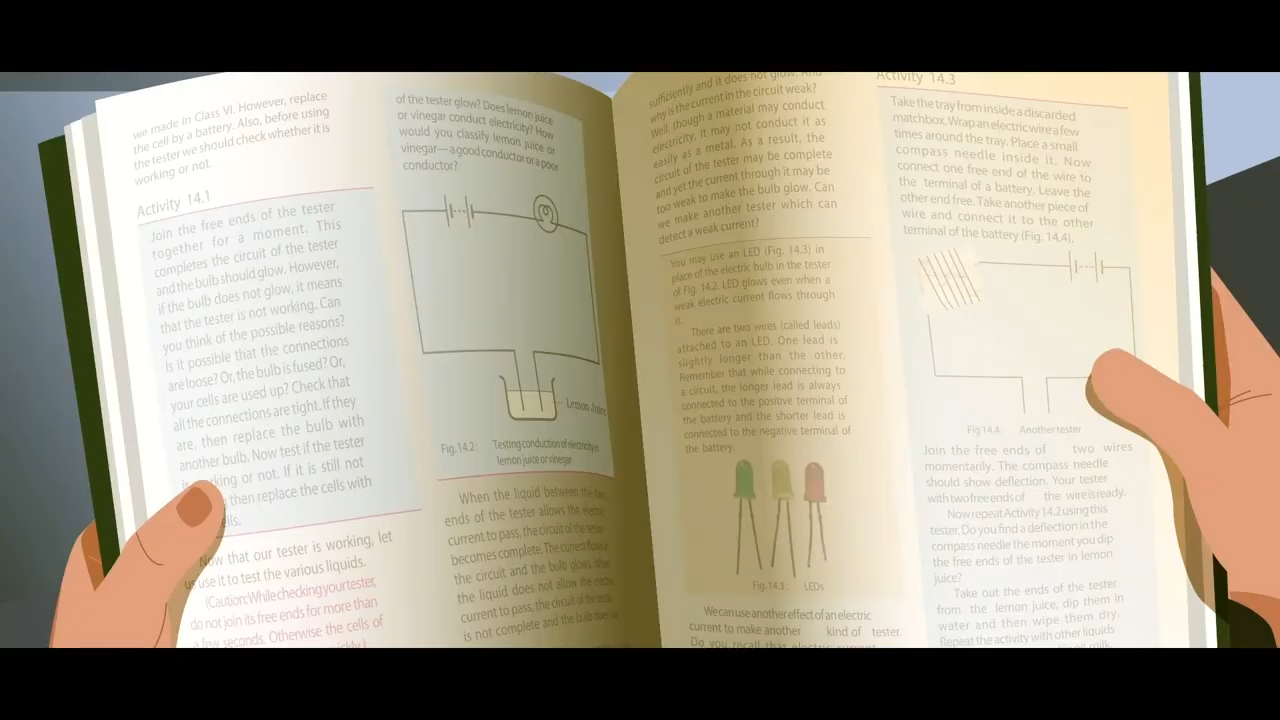 we made in Class VI. However, replace
the cell by a battery. Also, before using
the tester we should check whether it is
working or not.
Activity 14.1
Join the free ends of the tester
together for a moment. This
completes the circuit of the tester
and the bulb should glow. However,
if the bulb does not glow, it means
that the tester is not working. Can
you think of the possible reasons?
Is it possible that the connections
are loose? Or, the bulb is fused? Or,
your cells are used up? Check that
all the connections are tight. If they
are, then replace the bulb with
another bulb. Now test if the tester
is working or not. If it is still not
then replace the cells with
Now that our tester is working, let
us use it to test the various liquids.
(Caution: While checking your tester,
do not join its free ends for more than
a few seconds. Otherwise the cells of
of the tester glow? Does lemon juice
or vinegar conduct electricity? How
would you classify lemon juice or
vinegar—a good conductor or a poor
conductor?
Lemon Juice
Fig. 14.2: Testing conduction of electricity in
lemon juice or vinegar
When the liquid between the two
ends of the tester allows the electric
current to pass, the circuit of the tester
becomes complete. The current flows in
the circuit and the bulb glows. When
the liquid does not allow the electric
current to pass, the circuit of the tester
is not complete and the bulb does
sufficiently and it does not glow. And
why is the current in the circuit weak?
Well, though a material may conduct
electricity, it may not conduct it as
easily as a metal. As a result, the
circuit of the tester may be complete
and yet the current through it may be
too weak to make the bulb glow. Can
we make another tester which can
detect a weak current?
You may use an LED (Fig. 14.3) in
place of the electric bulb in the tester
of Fig. 14.2. LED glows even when a
weak electric current flows through
it.
There are two wires (called leads)
attached to an LED. One lead is
slightly longer than the other.
Remember that while connecting to
a circuit, the longer lead is always
connected to the positive terminal of
the battery and the shorter lead is
connected to the negative terminal of
the battery.
Fig.14.3: LEDs
We can use another effect of an electric
current to make another kind of tester.
Do you recall that electric current
Activity 14.3
Take the tray from inside a discarded
matchbox. Wrap an electric wire a few
times around the tray. Place a small
compass needle inside it. Now
connect one free end of the wire to
the terminal of a battery. Leave the
other end free. Take another piece of
wire and connect it to the other
terminal of the battery (Fig. 14.4).
Fig 14.4: Another tester
Join the free ends of two wires
momentarily. The compass needle
should show deflection. Your tester
with two free ends of the wire is ready.
Now repeat Activity 14.2 using this
tester. Do you find a deflection in the
compass needle the moment you dip
the free ends of the tester in lemon
juice?
Take out the ends of the tester
from the lemon juice, dip them in
water and then wipe them dry.
Repeat the activity with other liquids
oil, milk,